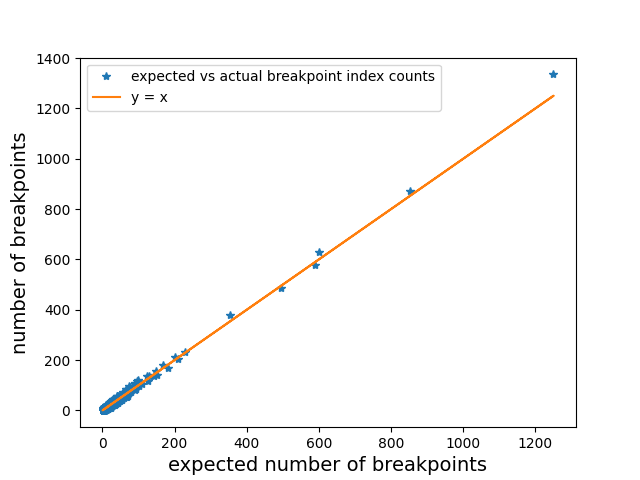 expected vs actual breakpoint index counts
y = x
1400
1200
1000
800
600
400
200
0
number of breakpoints
0 200 400 600 800 1000 1200
expected number of breakpoints